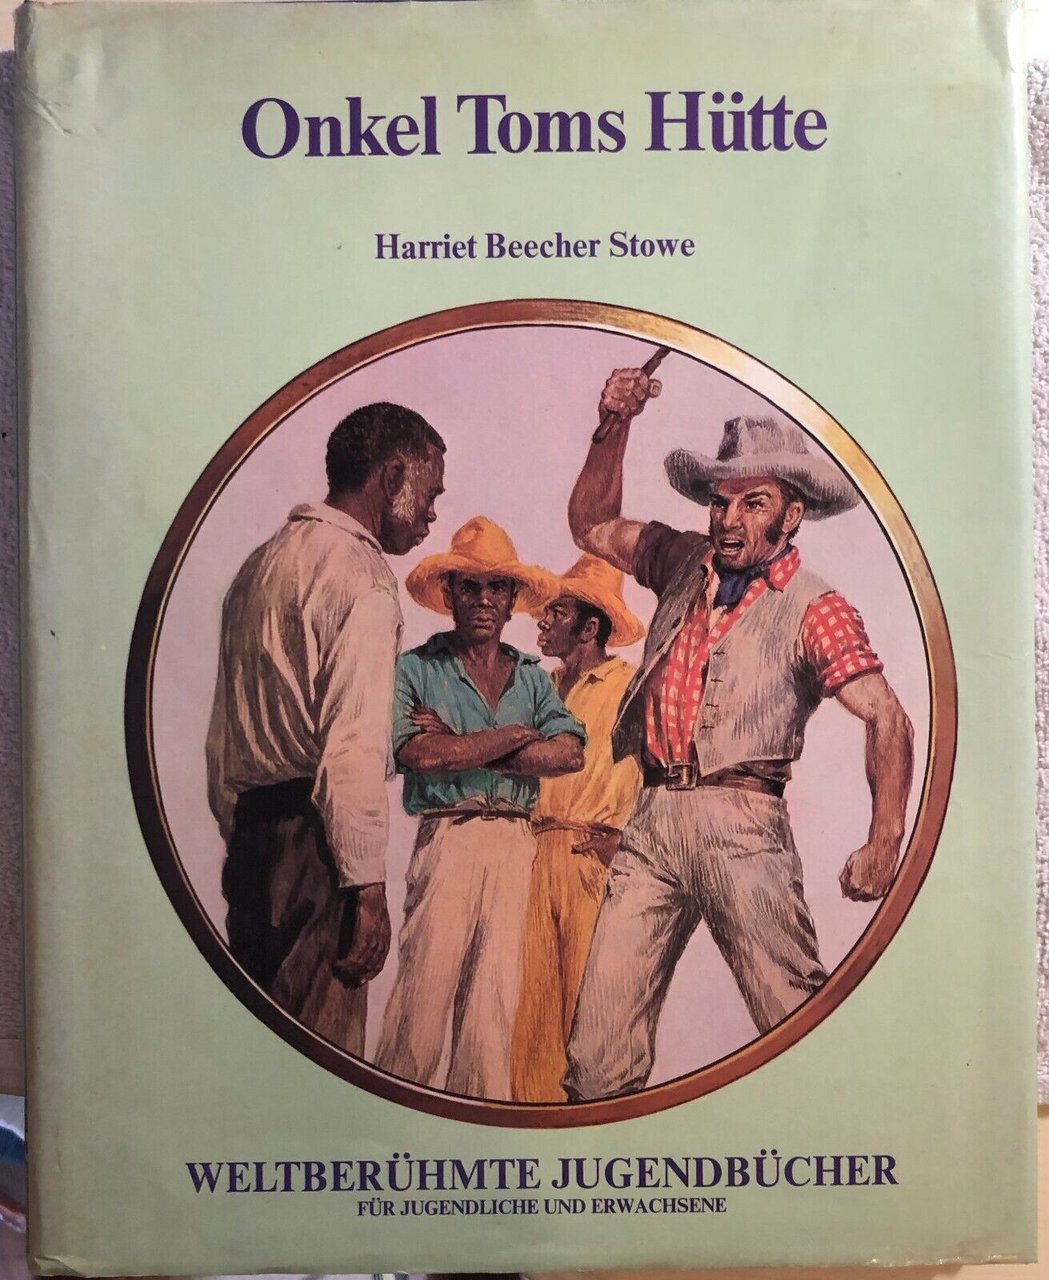 Onkel Toms Hütte
Harriet Beecher Stowe
WELTBERÜHMTE JUGENDBÜCHER
FÜR JUGENDLICHE UND ERWACHSENE